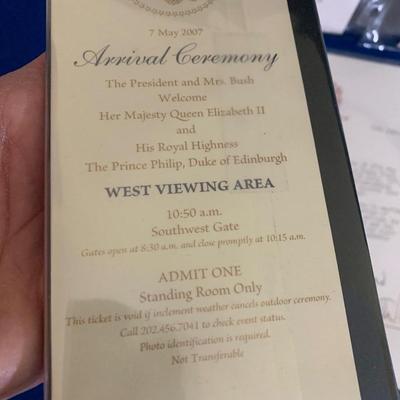 7 May 2007
Arrival Ceremony
The President and Mrs. Bush
Welcome
Her Majesty Queen Elizabeth II
and
His Royal Highness
The Prince Philip, Duke of Edinburgh
WEST VIEWING AREA
10:50 a.m.
Southwest Gate
Gates open at 8:30 a.m. and close promptly at 10:15 a.m.
ADMIT ONE
Standing Room Only
This ticket is void if inclement weather cancels outdoor ceremony.
Call 202.456.7041 to check event status.
Photo identification is required.
Not Transferable